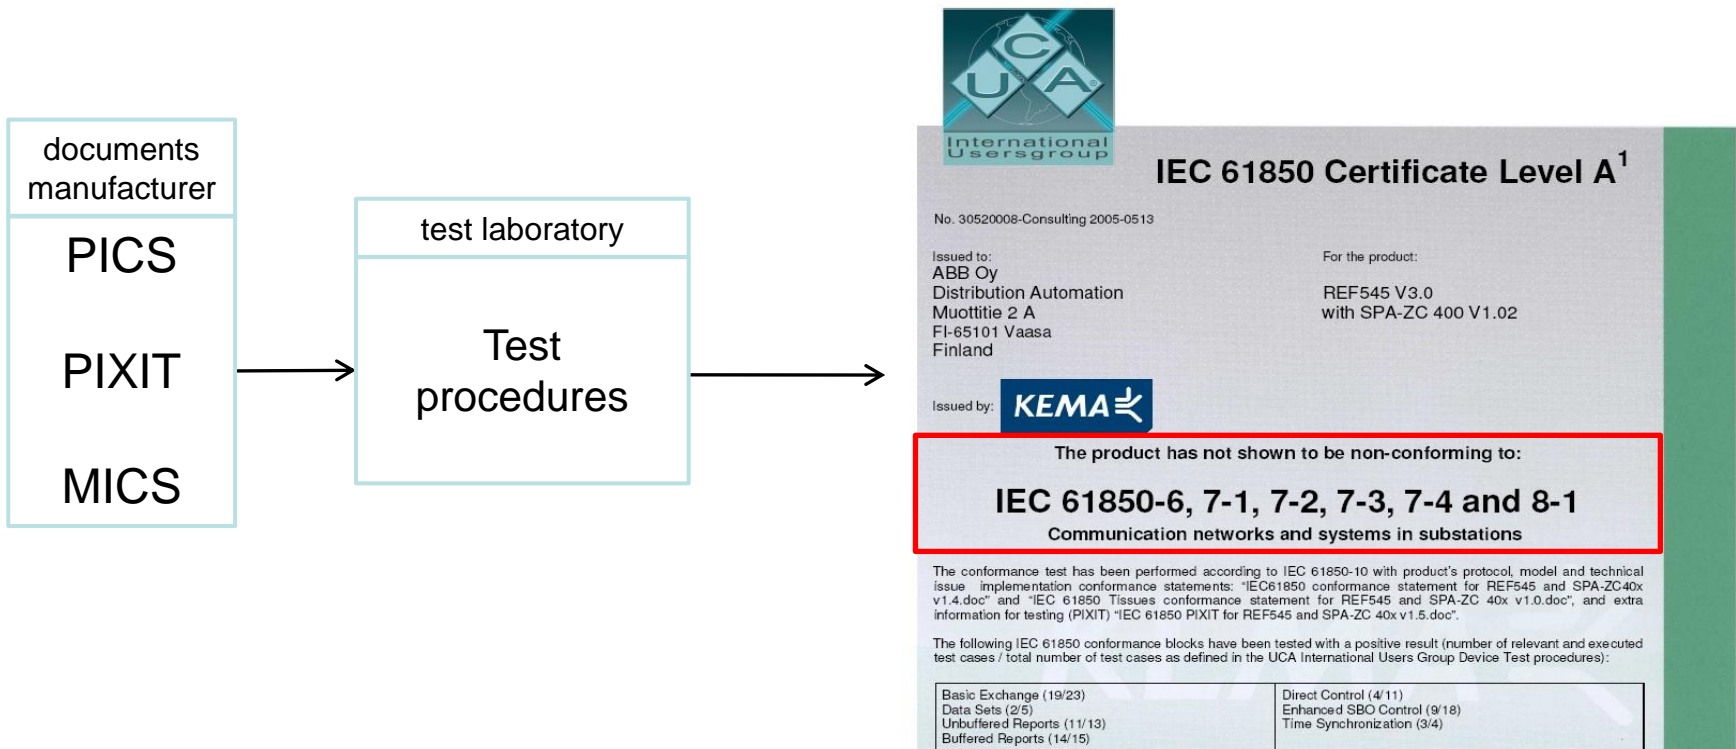 documents
manufacturer
PICS
PIXIT
MICS
test laboratory
Test
procedures
U C A ®
International
Usersgroup
IEC 61850 Certificate Level A1
No. 30520008-Consulting 2005-0513
Issued to:
ABB Oy
Distribution Automation
Muottitie 2 A
FI-65101 Vaasa
Finland
For the product:
REF545 V3.0
with SPA-ZC 400 V1.02
Issued by: KEMA
The product has not shown to be non-conforming to:
IEC 61850-6, 7-1, 7-2, 7-3, 7-4 and 8-1
Communication networks and systems in substations
The conformance test has been performed according to IEC 61850-10 with product's protocol, model and technical
issue implementation conformance statements: "IEC61850 conformance statement for REF545 and SPA-ZC40x
v1.4.doc" and "IEC 61850 Tissues conformance statement for REF545 and SPA-ZC 40x v1.0.doc", and extra
information for testing (PIXIT) "IEC 61850 PIXIT for REF545 and SPA-ZC 40x v1.5.doc".
The following IEC 61850 conformance blocks have been tested with a positive result (number of relevant and executed
test cases / total number of test cases as defined in the UCA International Users Group Device Test procedures):
Basic Exchange (19/23)
Data Sets (2/5)
Unbuffered Reports (11/13)
Buffered Reports (14/15)
Direct Control (4/11)
Enhanced SBO Control (9/18)
Time Synchronization (3/4)
KEMA